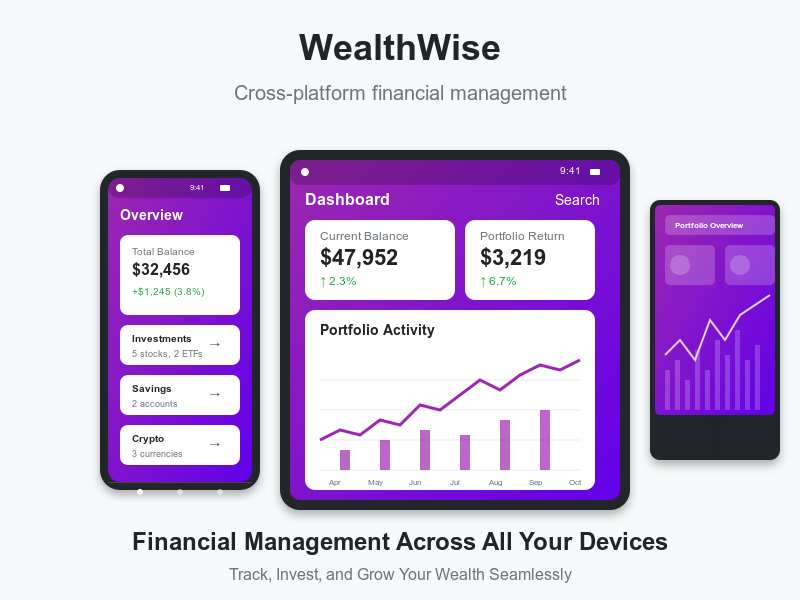 WealthWise
Cross-platform financial management
9:41
Overview
Total Balance
$32,456
+$1,245 (3.8%)
Investments
5 stocks, 2 ETFs
→
Savings
2 accounts
→
Crypto
3 currencies
→
9:41
Dashboard
Search
Current Balance
$47,952
↑ 2.3%
Portfolio Return
$3,219
↑ 6.7%
Portfolio Activity
Apr May Jun Jul Aug Sep Oct
Portfolio Overview
Financial Management Across All Your Devices
Track, Invest, and Grow Your Wealth Seamlessly